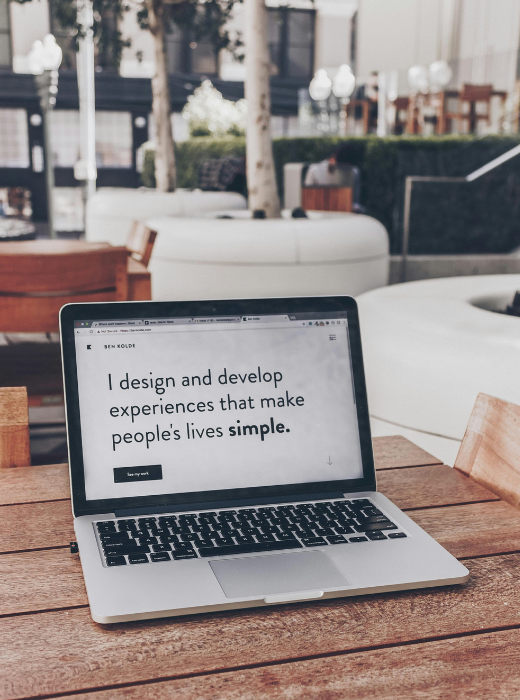 BEN KOLDE
I design and develop
experiences that make
people's lives simple.
See my work